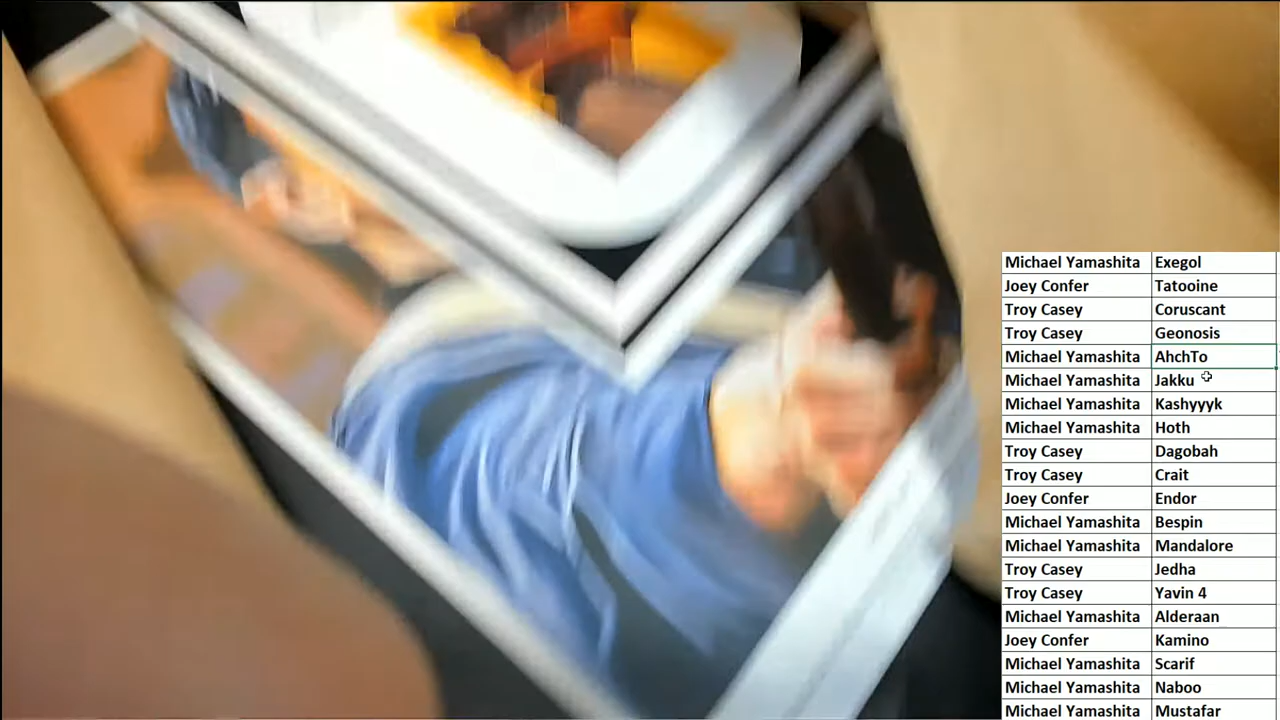 Michael Yamashita Exegol
Joey Confer Tatooine
Troy Casey Coruscant
Troy Casey Geonosis
Michael Yamashita AhchTo
Michael Yamashita Jakku
Michael Yamashita Kashyyyk
Michael Yamashita Hoth
Troy Casey Dagobah
Troy Casey Crait
Joey Confer Endor
Michael Yamashita Bespin
Michael Yamashita Mandalore
Troy Casey Jedha
Troy Casey Yavin 4
Michael Yamashita Alderaan
Joey Confer Kamino
Michael Yamashita Scarif
Michael Yamashita Naboo
Michael Yamashita Mustafar